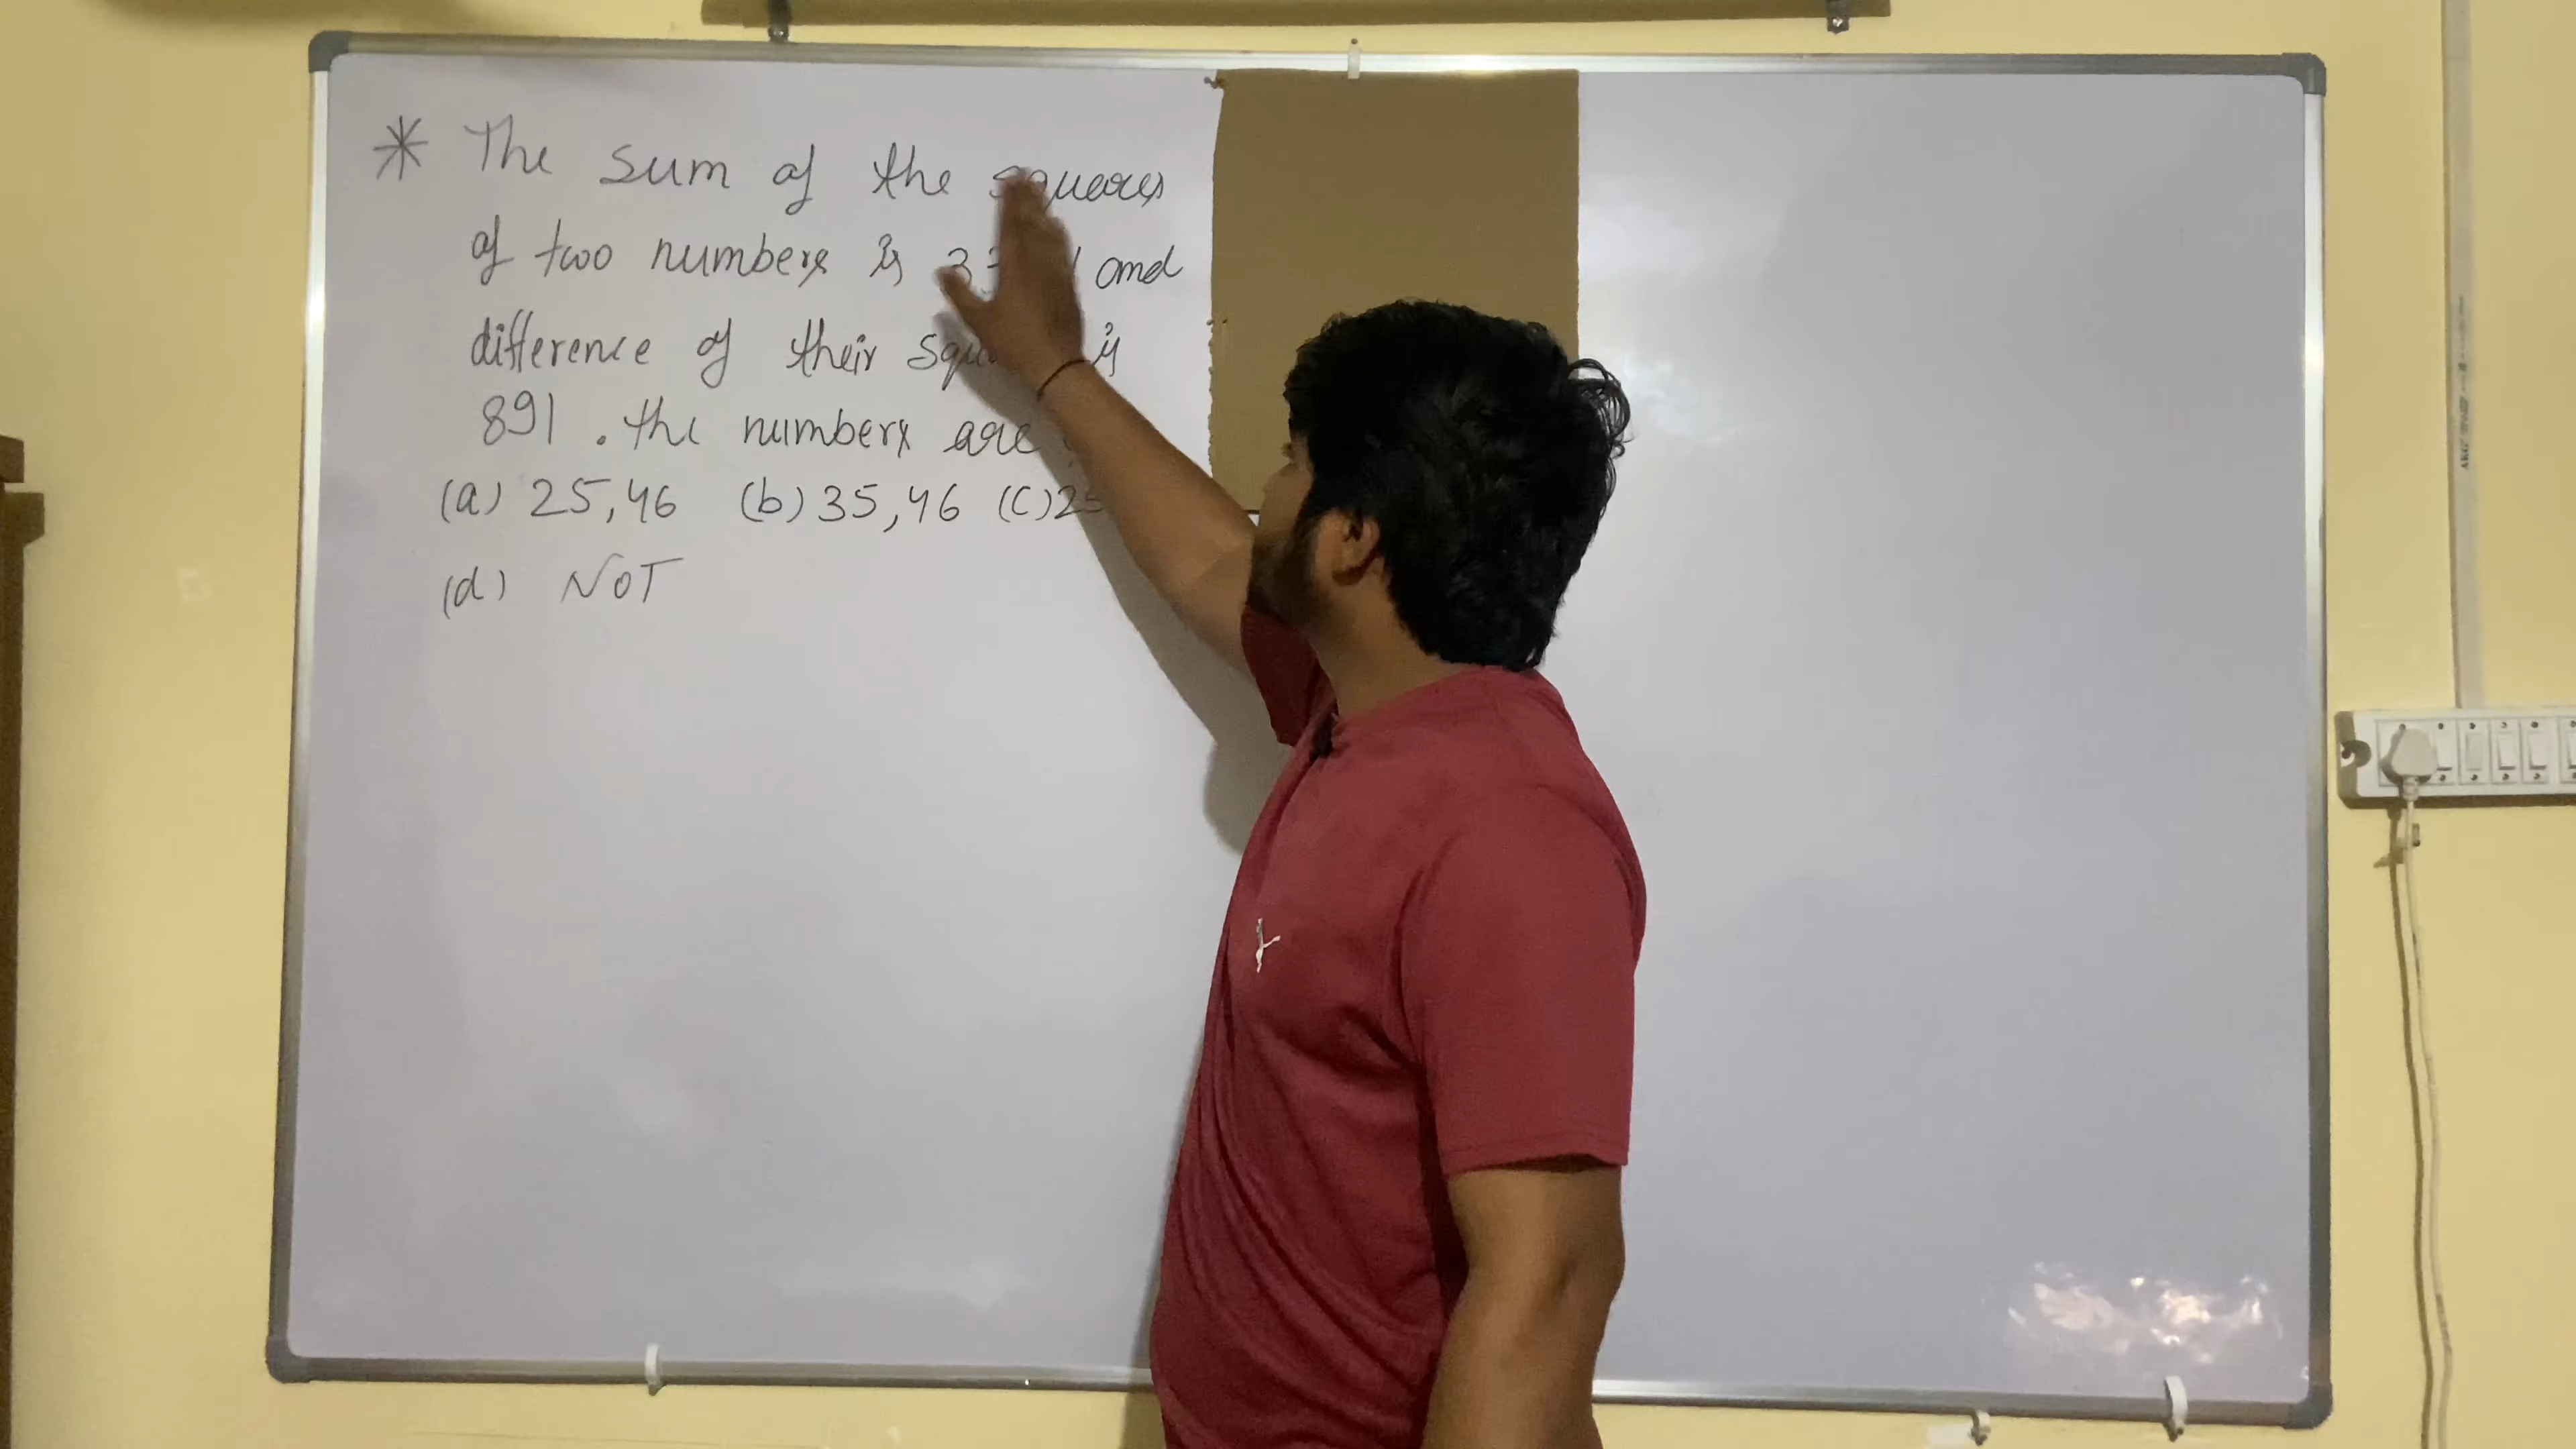 * The sum of the squares
of two numbers is and
difference of their is
891 . the numbers are
(a) 25,46 (b) 35,46 (c)
(d) NOT